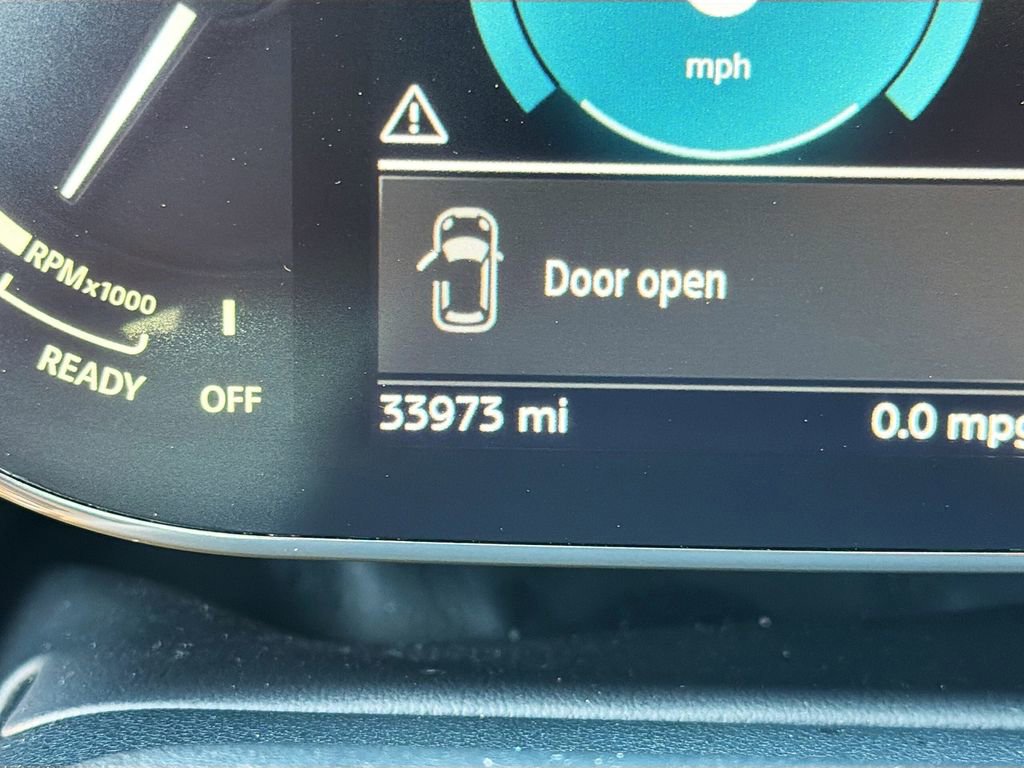 mph
Door open
RPMx1000
READY
OFF
33973 mi
0.0 mpg